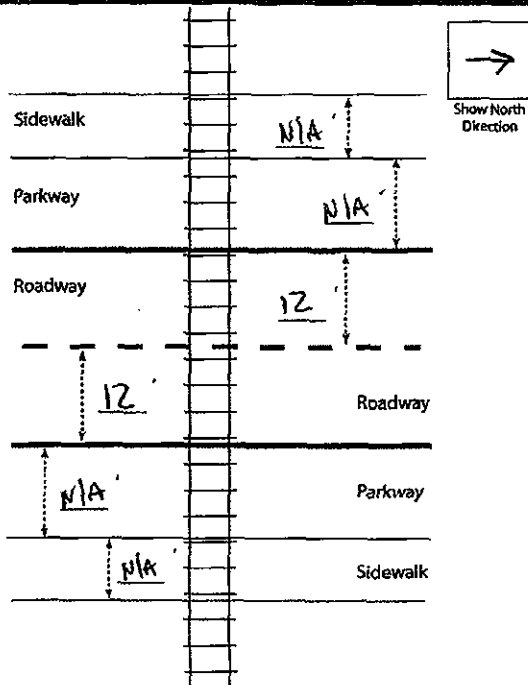 Show North
Direction
Sidewalk
N/A '
Parkway
N/A '
Roadway
12 '
12 '
Roadway
N/A '
Parkway
N/A '
Sidewalk